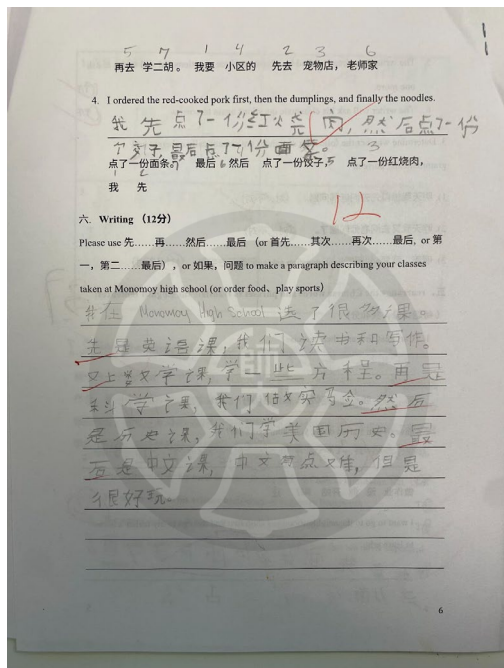 5 7 1 4 2 3 6
再去 学二胡。 我要 小区的 先去 宠物店， 老师家
4. I ordered the red-cooked pork first, then the dumplings, and finally the noodles.
我 先 点了一份红火烧 肉，然后点了一份
饺子，最后点了一份面条。
点了一份面条。7 最后 6 然后 点了一份饺子,5 点了一份红烧肉， 3
1 2
我 先
六. Writing (12分)
12
Please use 先……再……然后……最后 (or 首先……其次……再次……最后, or 第
一，第二……最后），or 如果，问题 to make a paragraph describing your classes
taken at Monomoy high school (or order food、play sports）
我在 Monomoy High School 选了很多课。
先是英语课，我们读书和写作。
又上数学课，学一些方程。再是
科学课，我们做实验。然后
是历史课，我们学美国历史。最
后是中文课，中文有点难，但是
很好玩。
6